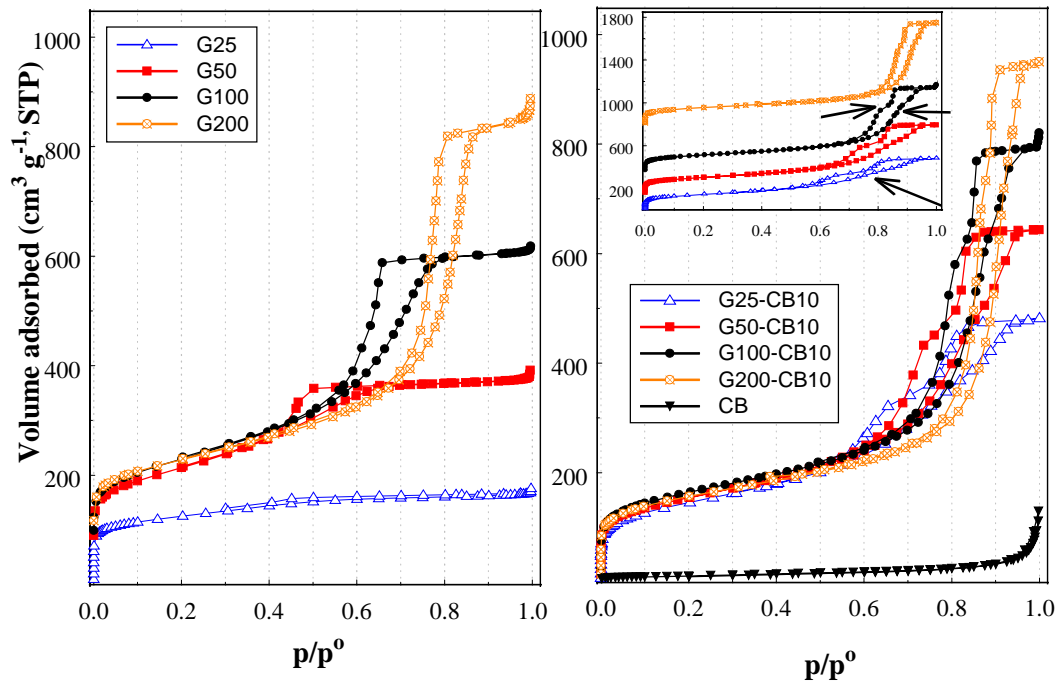 Volume adsorbed (cm³ g⁻¹, STP)
1000
800
600
400
200
G25
G50
G100
G200
0.0 0.2 0.4 0.6 0.8 1.0
p/p°
1000
800
600
400
200
1800
1400
1000
600
200
0.0 0.2 0.4 0.6 0.8 1.0
G25-CB10
G50-CB10
G100-CB10
G200-CB10
CB
0.0 0.2 0.4 0.6 0.8 1.0
p/p°